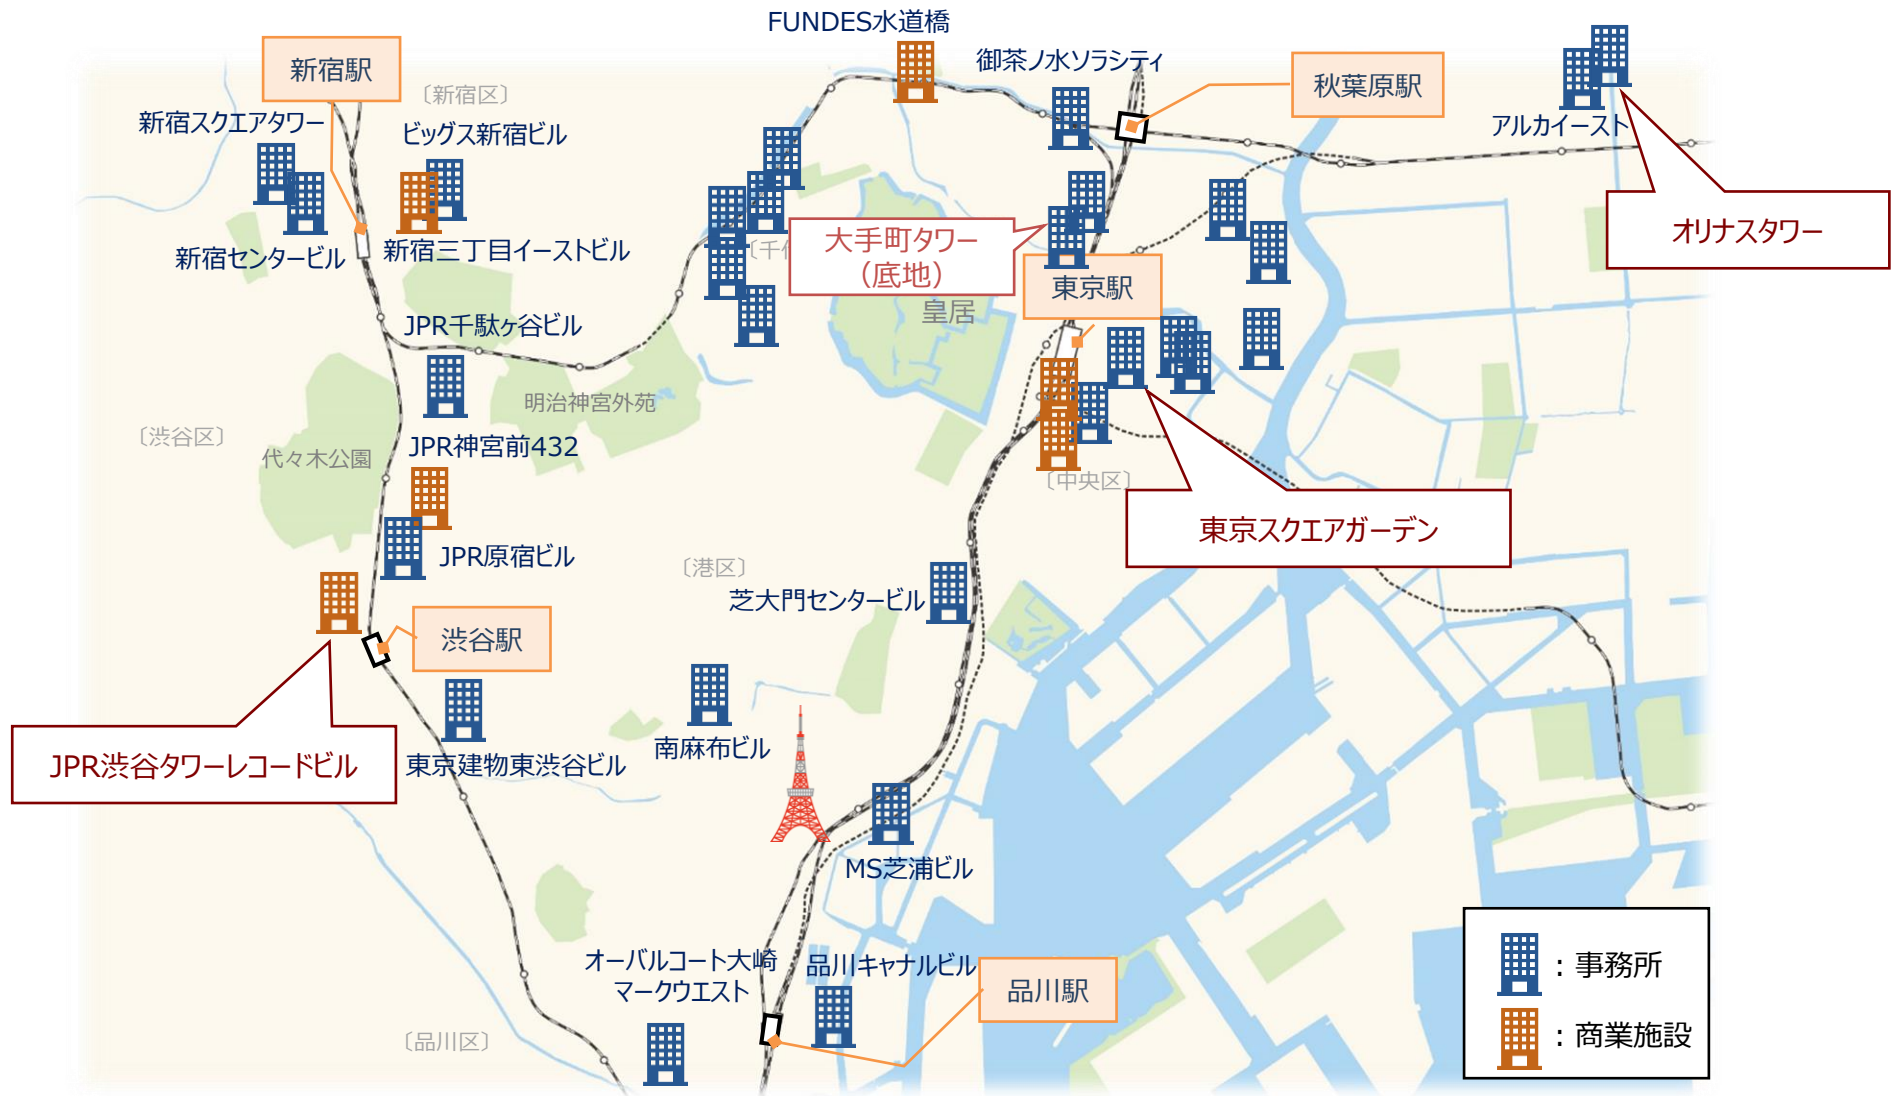 FUNDES水道橋
御茶ノ水ソラシティ
新宿駅
秋葉原駅
〔新宿区〕
新宿スクエアタワー
ビッグス新宿ビル
アルカイースト
オリナスタワー
大手町タワー
（底地）
〔千代
新宿センタービル
新宿三丁目イーストビル
東京駅
皇居
JPR千駄ヶ谷ビル
明治神宮外苑
〔渋谷区〕
代々木公園
JPR神宮前432
〔中央区〕
東京スクエアガーデン
JPR原宿ビル
〔港区〕
芝大門センタービル
渋谷駅
JPR渋谷タワーレコードビル
東京建物東渋谷ビル
南麻布ビル
MS芝浦ビル
オーバルコート大崎
マークウエスト
品川キャナルビル
品川駅
〔品川区〕
：事務所
：商業施設